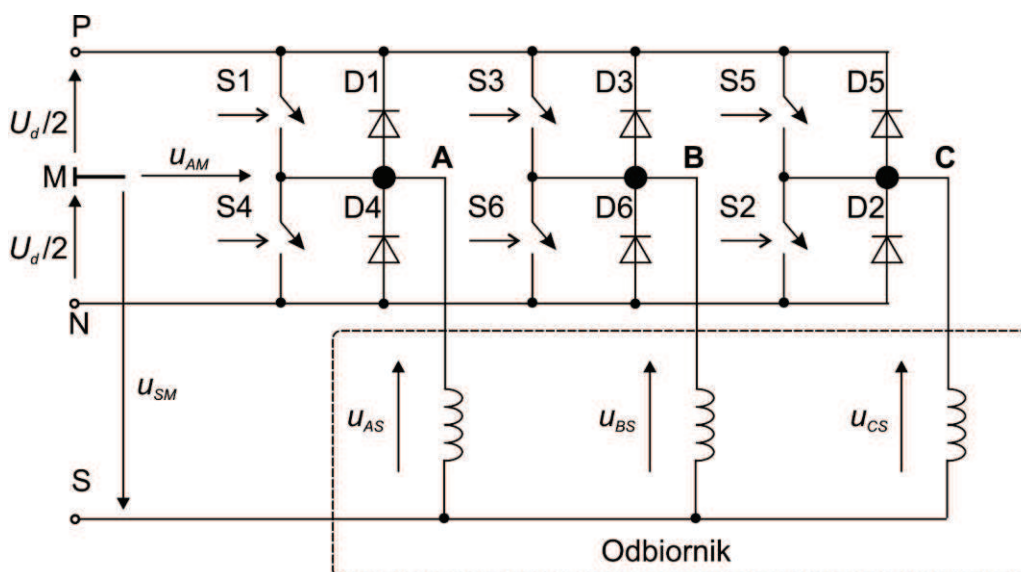 P
S1 D1 S3 D3 S5 D5
U_d/2
A B C
M u_AM
S4 D4 S6 D6 S2 D2
U_d/2
N
u_SM
u_AS u_BS u_CS
S
Odbiornik